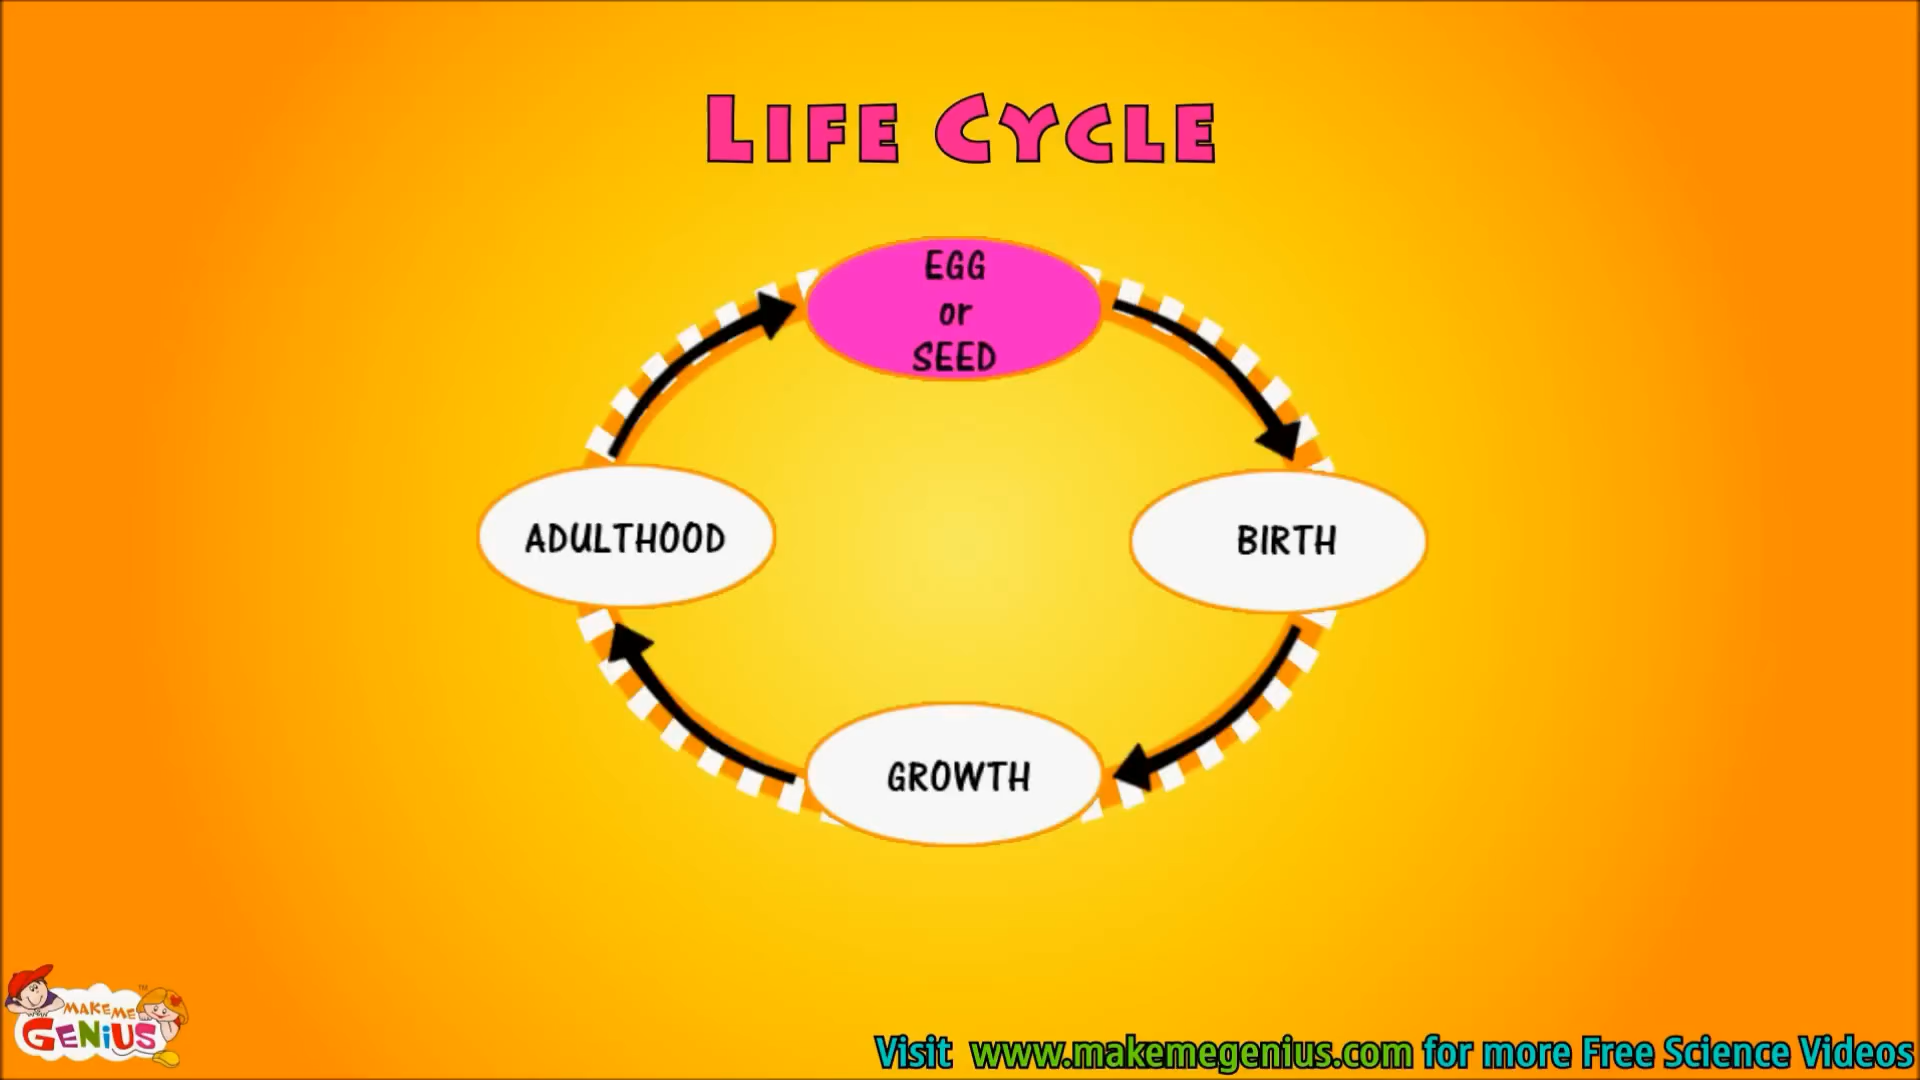 LIFE CYCLE
EGG
or
SEED
ADULTHOOD
BIRTH
GROWTH
MAKE ME
GENiUS
TM
Visit www.makemegenius.com for more Free Science Videos